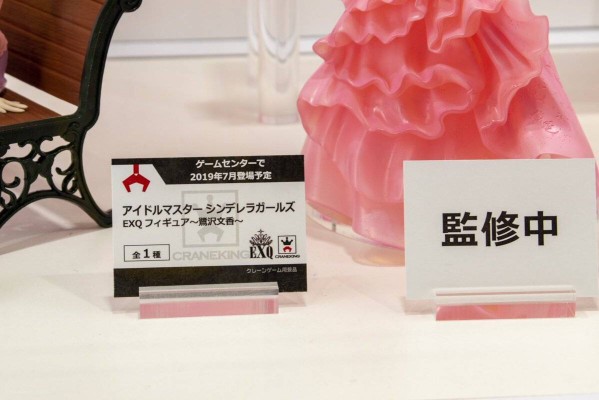 ゲームセンターで
2019年7月登場予定
アイドルマスター シンデレラガールズ
EXQ フィギュア～鷺沢文香～
全1種
CRANEKING
EXQ
CRANEKING
クレーンゲーム用景品
監修中